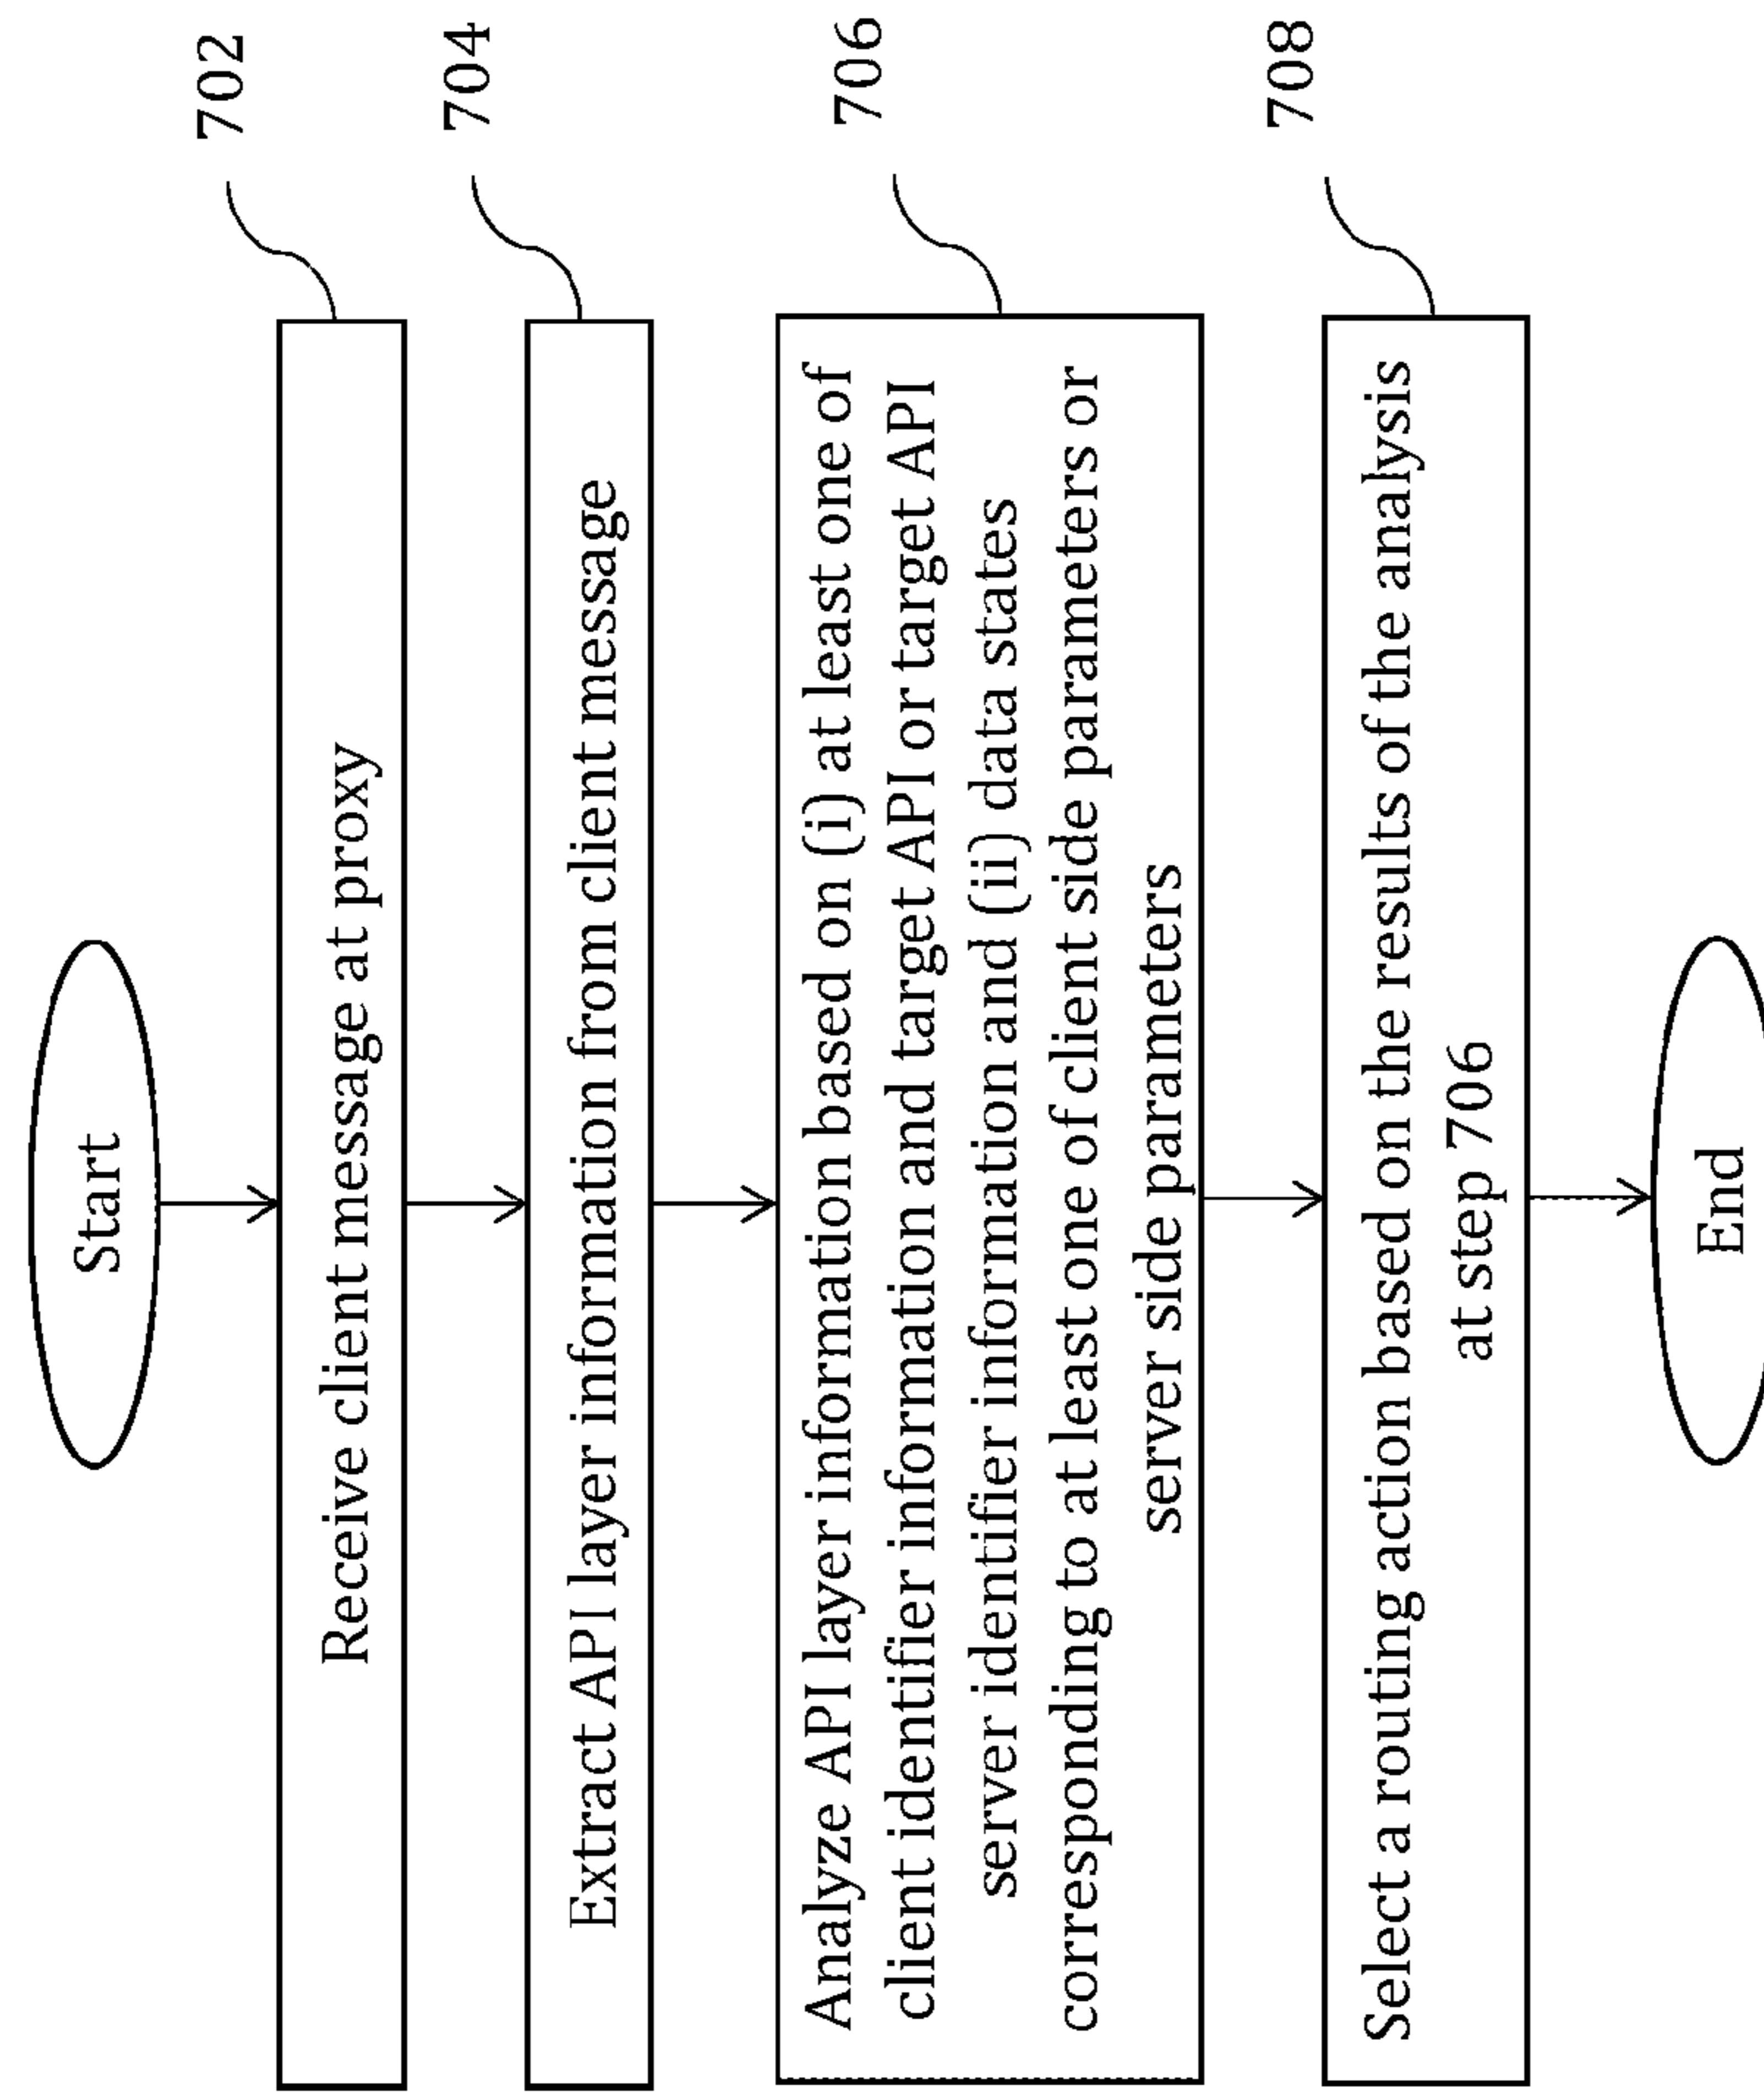 Start
702
Receive client message at proxy
704
Extract API layer information from client message
706
Analyze API layer information based on (i) at least one of
client identifier information and target API or target API
server identifier information and (ii) data states
corresponding to at least one of client side parameters or
server side parameters
708
Select a routing action based on the results of the analysis
at step 706
End